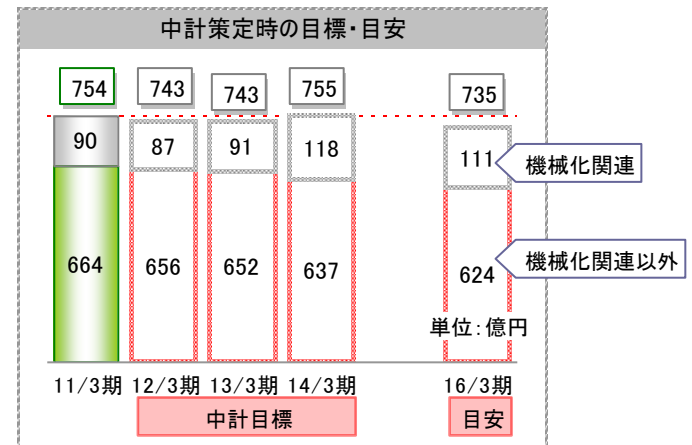 中計策定時の目標・目安
754 743 743 755 735
90 87 91 118 111 機械化関連
664 656 652 637 624 機械化関連以外
単位：億円
11/3期 12/3期 13/3期 14/3期 16/3期
中計目標 目安